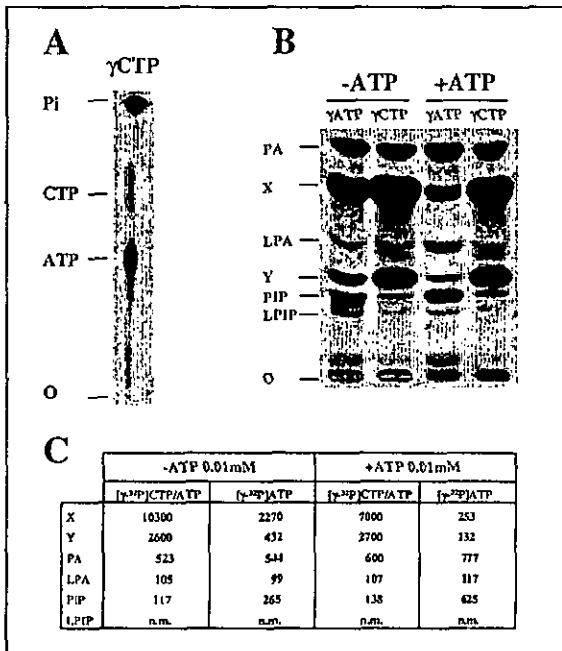 A
γCTP
Pi
CTP
ATP
O
B
-ATP +ATP
γATP γCTP γATP γCTP
PA
X
LPA
Y
PIP
LPIP
O
C
-ATP 0.01mM +ATP 0.01mM
[γ-³²P]CTP/ATP [γ-³²P]ATP [γ-³²P]CTP/ATP [γ-³²P]ATP
X 10300 2270 7000 253
Y 2600 432 2700 132
PA 523 544 600 777
LPA 105 99 107 117
PIP 117 265 138 625
LPIP n.m. n.m. n.m. n.m.